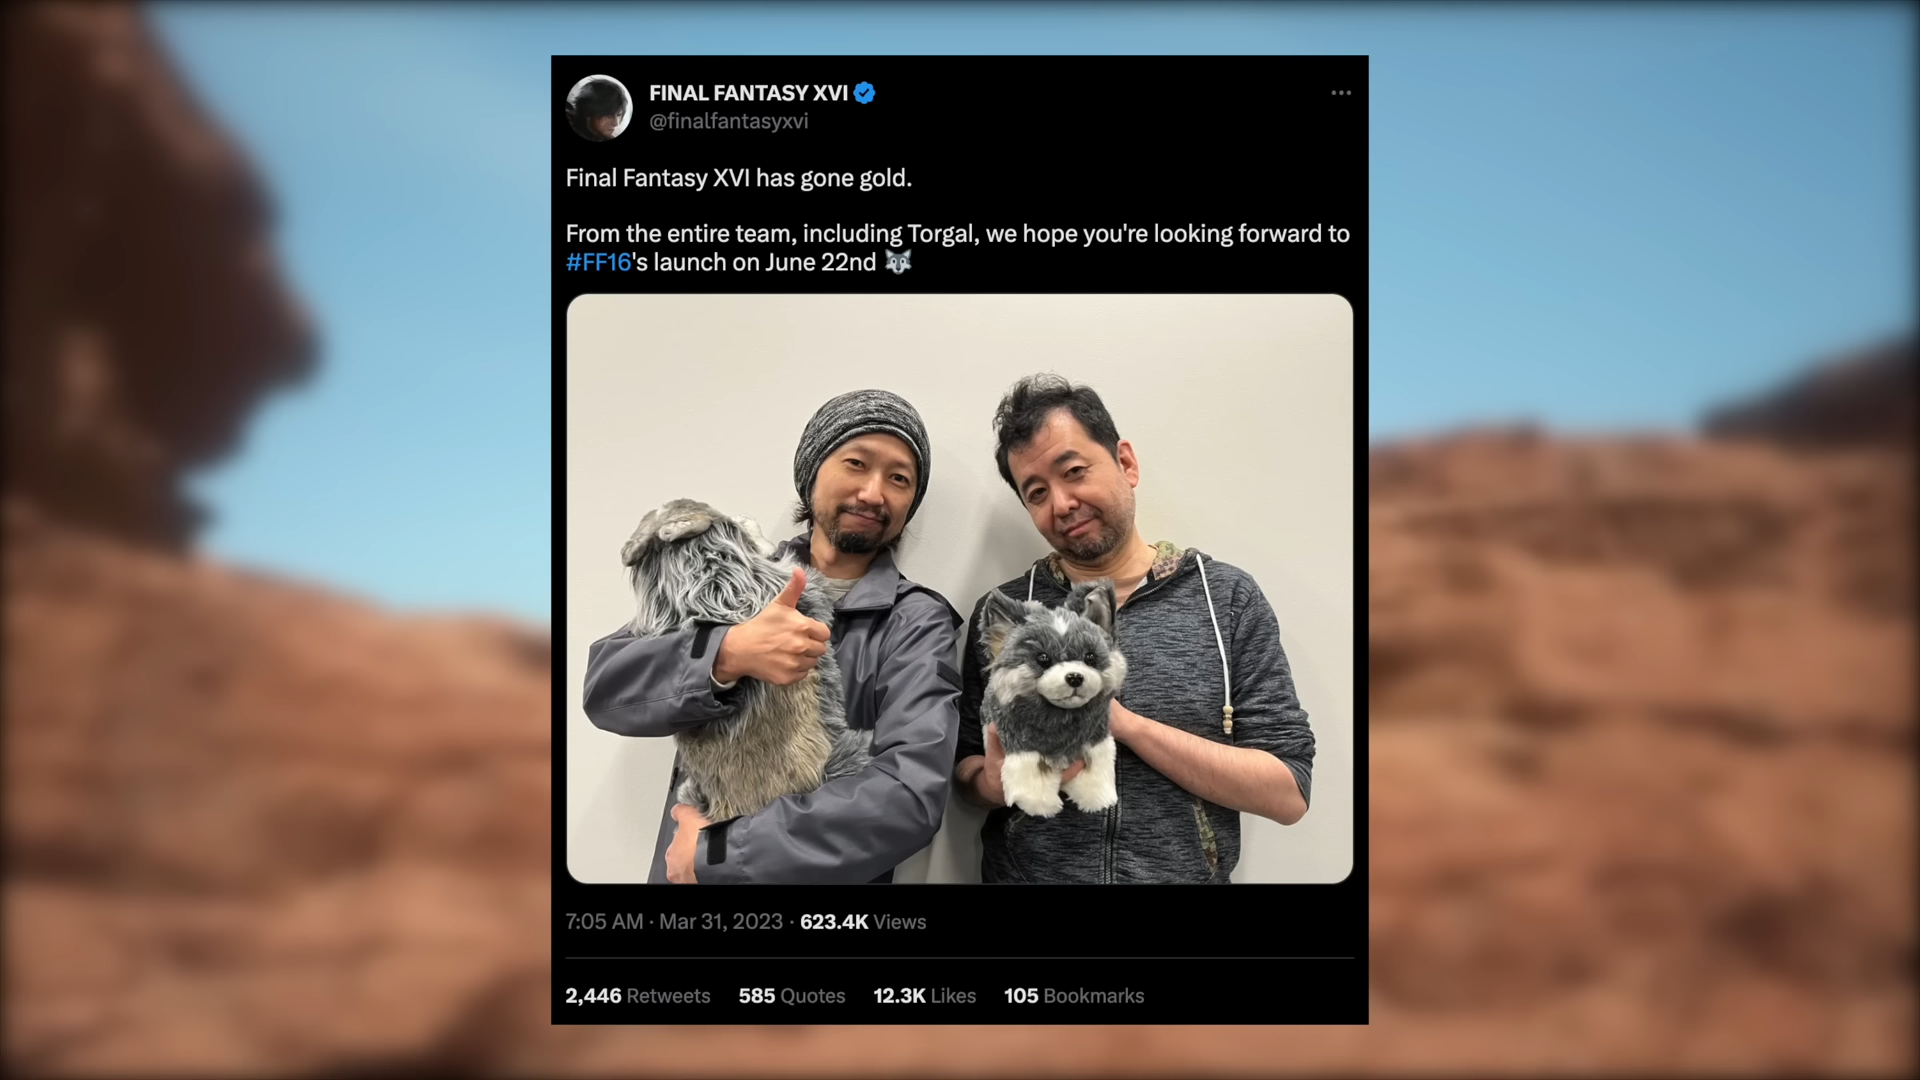 FINAL FANTASY XVI
@finalfantasyxvi
Final Fantasy XVI has gone gold.
From the entire team, including Torgal, we hope you're looking forward to
#FF16's launch on June 22nd 🐺
7:05 AM · Mar 31, 2023 · 623.4K Views
2,446 Retweets 585 Quotes 12.3K Likes 105 Bookmarks